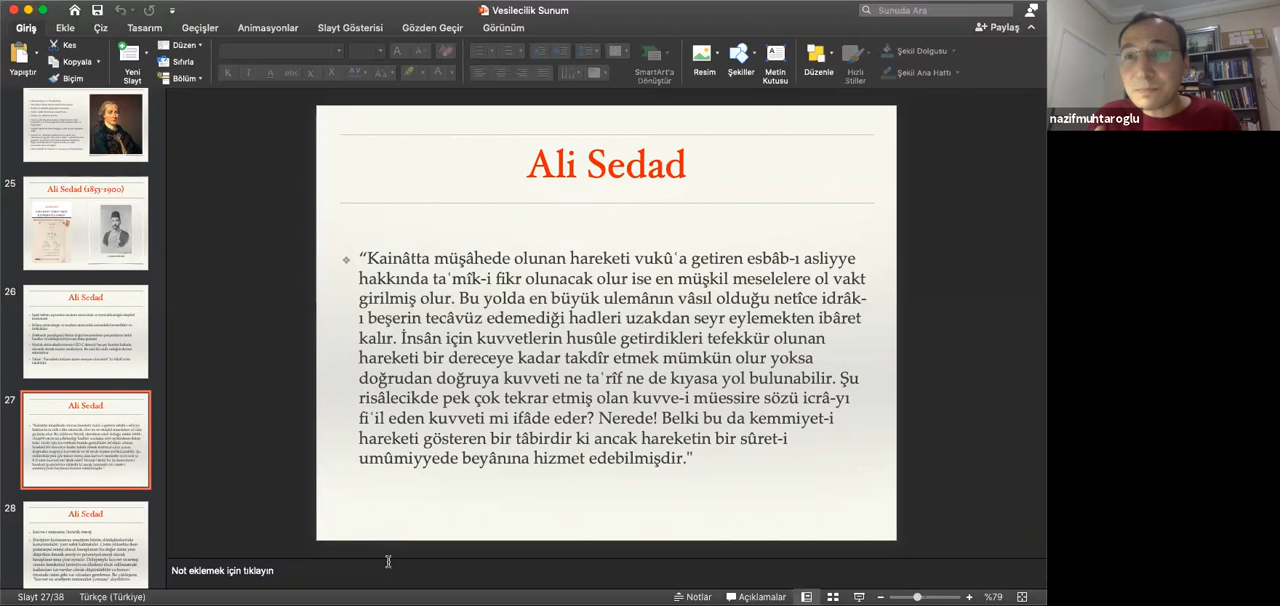 Vesilecilik Sunum
Sunuda Ara
Giriş Ekle Çiz Tasarım Geçişler Animasyonlar Slayt Gösterisi Gözden Geçir Görünüm Paylaş
Yapıştır Kes Kopyala Biçim Yeni Slayt Düzen Sıfırla Bölüm
SmartArt'a Dönüştür Resim Şekiller Metin Kutusu Düzenle Hızlı Stiller Şekil Dolgusu Şekil Ana Hattı
nazifmuhtaroglu
25
Ali Sedad (1853-1900)
26
Ali Sedad
27
Ali Sedad
28
Ali Sedad
Ali Sedad
“Kainâtta müşâhede olunan hareketi vukûʿa getiren esbâb-ı asliyye
hakkında taʿmîk-i fikr olunacak olur ise en müşkil meselelere ol vakt
girilmiş olur. Bu yolda en büyük ulemânın vâsıl olduğu netîce idrâk-
ı beşerin tecâvüz edemediği hadleri uzakdan seyr eylemekten ibâret
kalır. İnsân için kuvvetlerin husûle getirdikleri tefekkür olunan
hareketi bir dereceye kadar takdîr etmek mümkün olur yoksa
doğrudan doğruya kuvveti ne taʿrîf ne de kıyasa yol bulunabilir. Şu
risâlecikde pek çok tekrar etmiş olan kuvve-i müessire sözü icrâ-yı
fiʿil eden kuvveti mi ifâde eder? Nerede! Belki bu da kemmiyet-i
hareketi gösterir bir tâbirdir ki ancak hareketin bir sûret-i
umûmiyyede beyânına hizmet edebilmişdir."
Not eklemek için tıklayın
Slayt 27/38 Türkçe (Türkiye) Notlar Açıklamalar %79